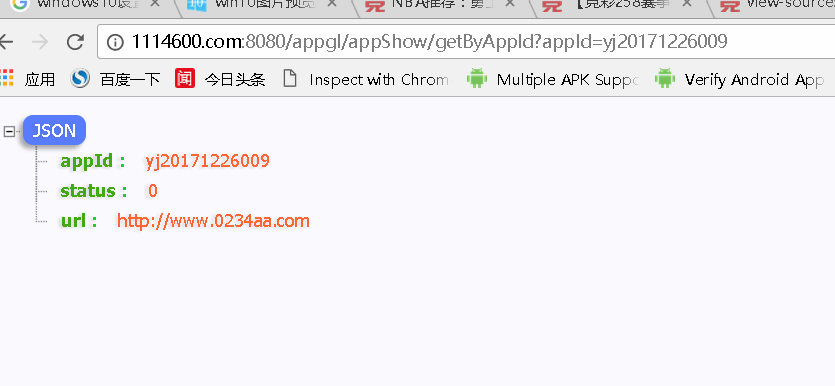 windows10设
win10图片预览
NBA推荐：勇士
【竞彩258赛事
view-source:
1114600.com:8080/appgl/appShow/getByAppId?appId=yj20171226009
应用 百度一下 闻 今日头条 Inspect with Chrom Multiple APK Suppo Verify Android App
JSON
appId : yj20171226009
status : 0
url : http://www.0234aa.com